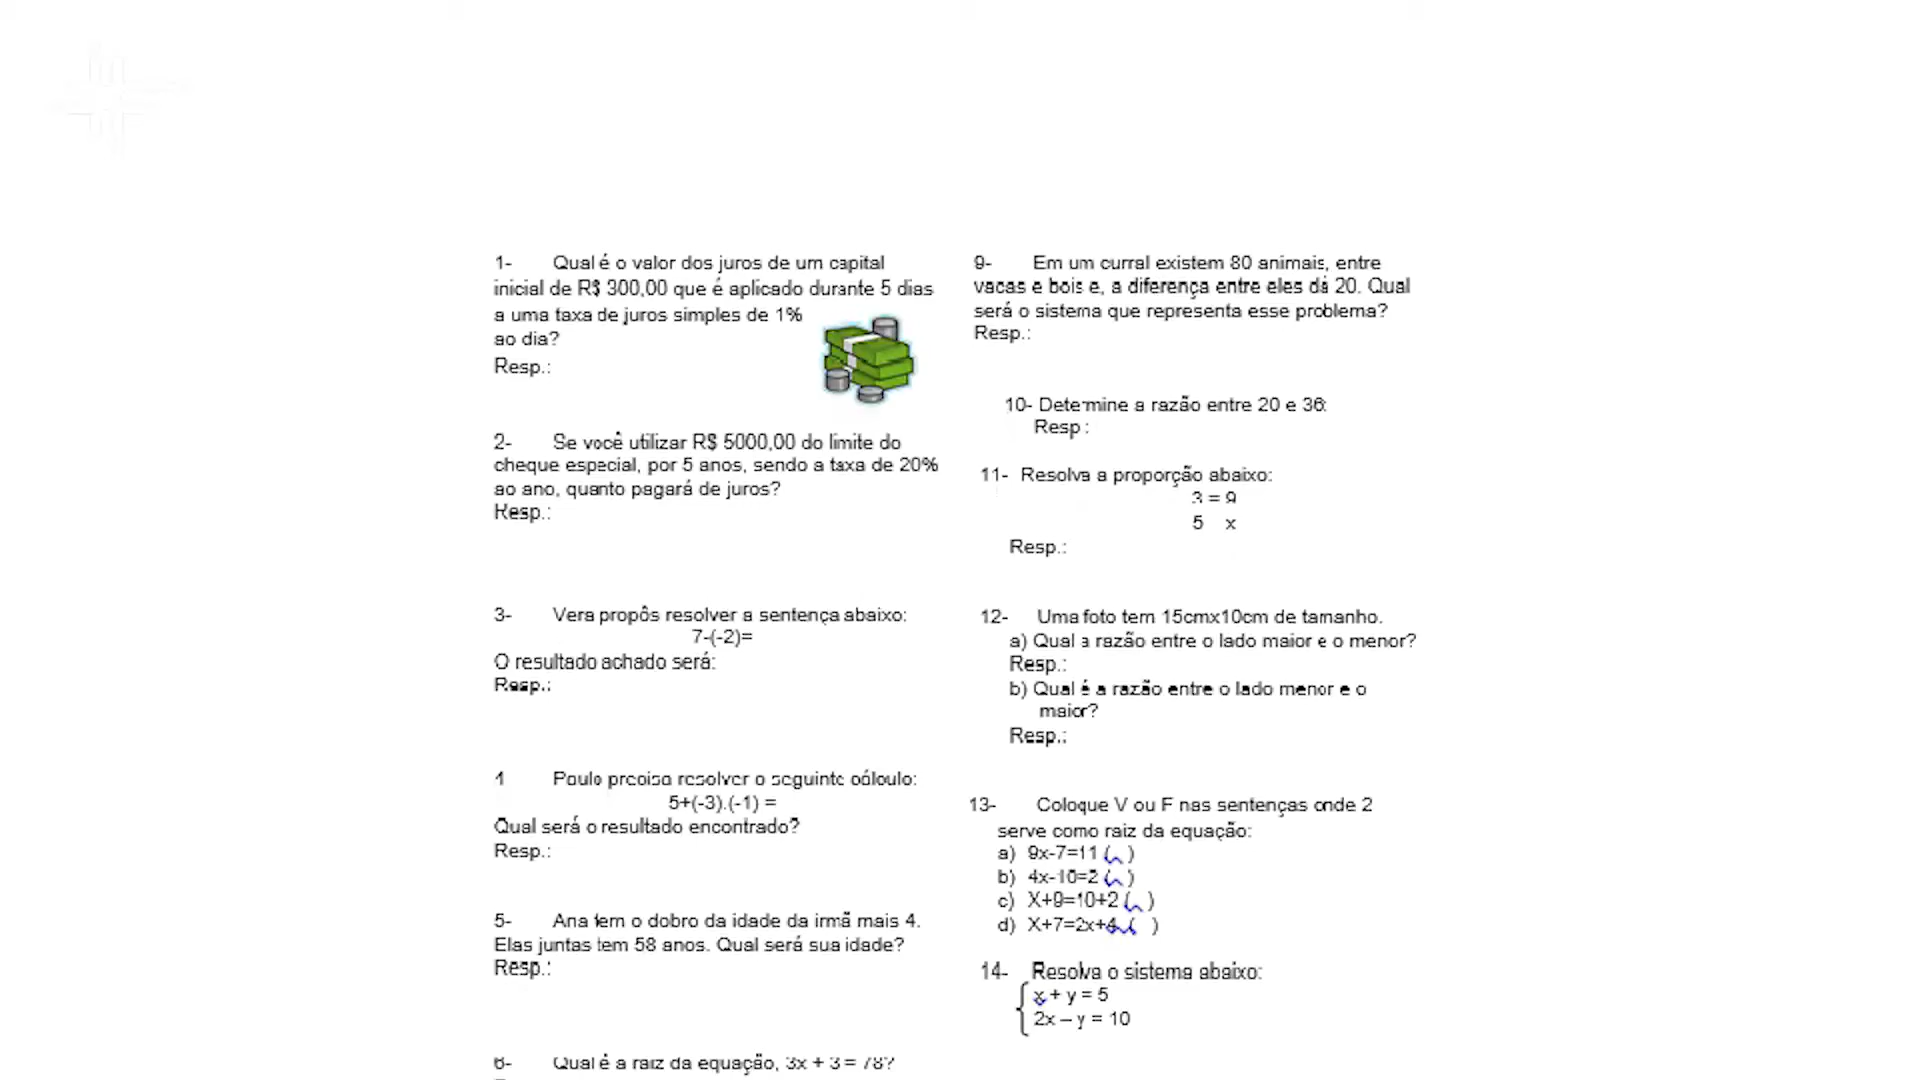 1- Qual é o valor dos juros de um capital
inicial de R$ 300,00 que é aplicado durante 5 dias
a uma taxa de juros simples de 1%
ao dia?
Resp.:
2- Se você utilizar R$ 5000,00 do limite do
cheque especial, por 5 anos, sendo a taxa de 20%
ao ano, quanto pagará de juros?
Resp.:
3- Vera propôs resolver a sentença abaixo:
7-(-2)=
O resultado achado será:
Resp.:
4 Paulo precisa resolver o seguinte cálculo:
5+(-3).(-1) =
Qual será o resultado encontrado?
Resp.:
5- Ana tem o dobro da idade da irmã mais 4.
Elas juntas tem 58 anos. Qual será sua idade?
Resp.:
6- Qual é a raiz da equação, 3x + 3 = 78?
9- Em um curral existem 80 animais, entre
vacas e bois e, a diferença entre eles dá 20. Qual
será o sistema que representa esse problema?
Resp.:
10- Determine a razão entre 20 e 36:
Resp :
11- Resolva a proporção abaixo:
3 = 9
5 x
Resp.:
12- Uma foto tem 15cmx10cm de tamanho.
a) Qual a razão entre o lado maior e o menor?
Resp.:
b) Qual é a razão entre o lado menor e o
maior?
Resp.:
13- Coloque V ou F nas sentenças onde 2
serve como raiz da equação:
a) 9x-7=11 ( )
b) 4x-10=2 ( )
c) X+9=10+2 ( )
d) X+7=2x+4 ( )
14- Resolva o sistema abaixo:
x + y = 5
2x – y = 10